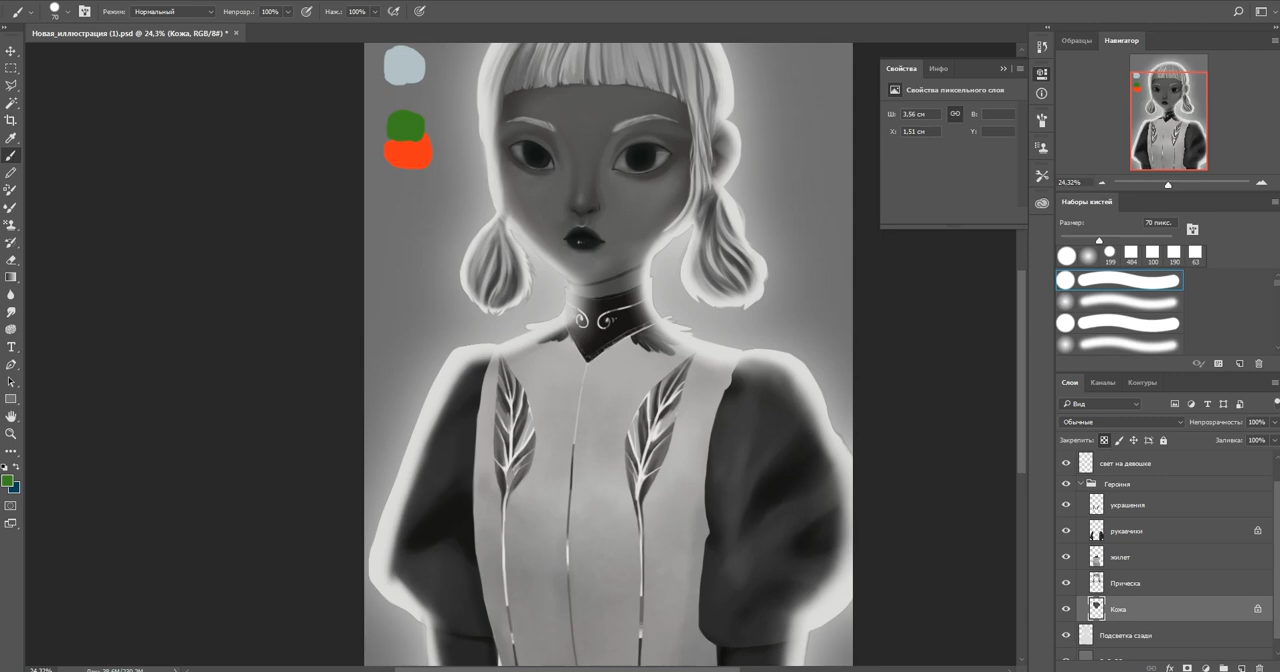 70
Режим: Нормальный
Непрозр.: 100%
Наж.: 100%
Новая_иллюстрация (1).psd @ 24,3% (Кожа, RGB/8#) * ×
Свойства Инфо
Свойства пиксельного слоя
Ш: 3,56 см
В:
X: 1,51 см
Y:
Образцы Навигатор
24,32%
Наборы кистей
Размер: 70 пикс.
199 484 100 190 63
Слои Каналы Контуры
Вид
Обычные
Непрозрачность: 100%
Закрепить:
Заливка: 100%
свет на девошке
Героиня
украшения
рукавчики
жилет
Прическа
Кожа
Подсветка сзади